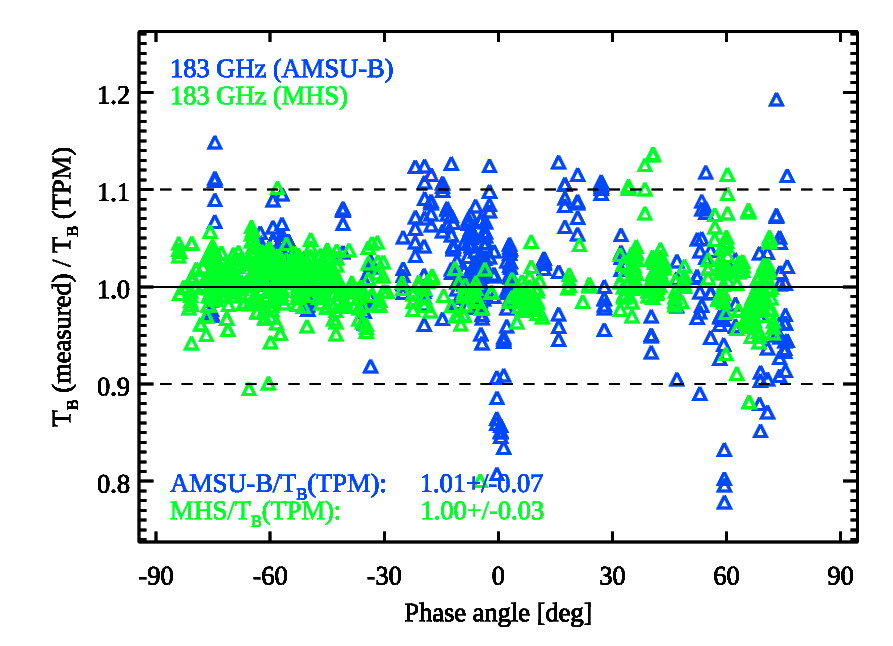 183 GHz (AMSU-B)
183 GHz (MHS)
1.2
1.1
1.0
0.9
0.8
T_B (measured) / T_B (TPM)
AMSU-B/T_B(TPM): 1.01+/-0.07
MHS/T_B(TPM): 1.00+/-0.03
-90 -60 -30 0 30 60 90
Phase angle [deg]